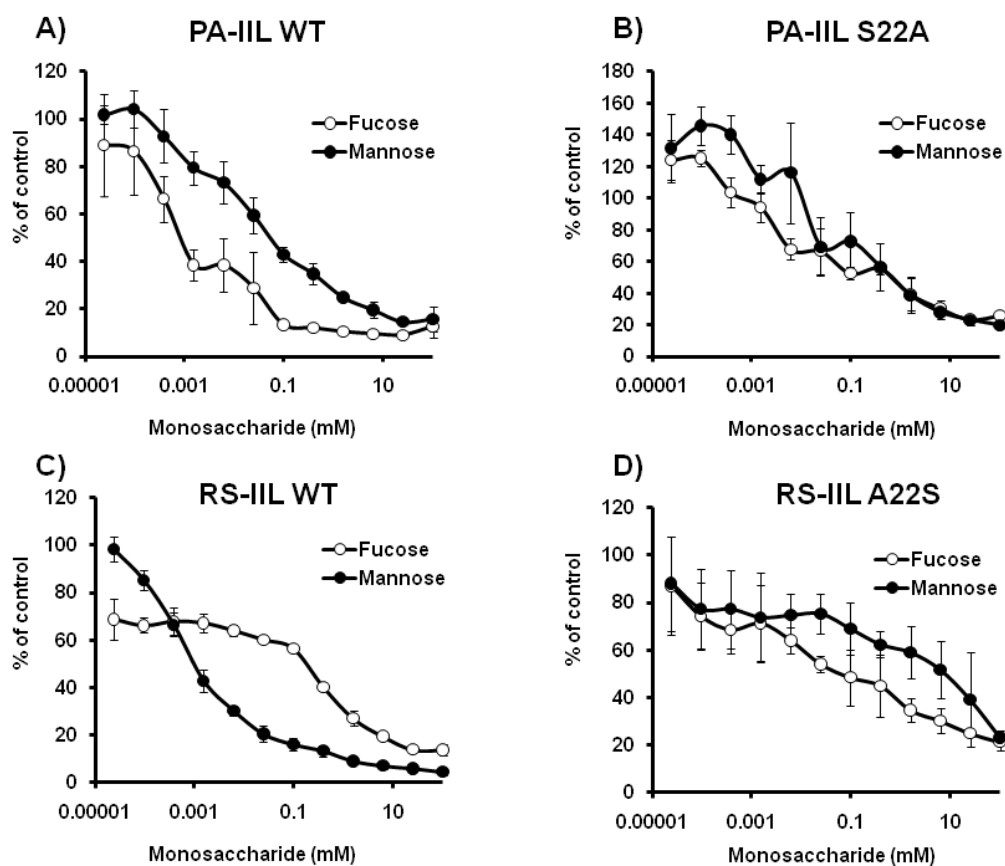 A) PA-IIL WT
120
100
80
60
40
20
0
% of control
Fucose
Mannose
0.00001 0.001 0.1 10
Monosaccharide (mM)
B) PA-IIL S22A
180
160
140
120
100
80
60
40
20
0
% of control
Fucose
Mannose
0.00001 0.001 0.1 10
Monosaccharide (mM)
C) RS-IIL WT
120
100
80
60
40
20
0
% of control
Fucose
Mannose
0.00001 0.001 0.1 10
Monosaccharide (mM)
D) RS-IIL A22S
120
100
80
60
40
20
0
% of control
Fucose
Mannose
0.00001 0.001 0.1 10
Monosaccharide (mM)